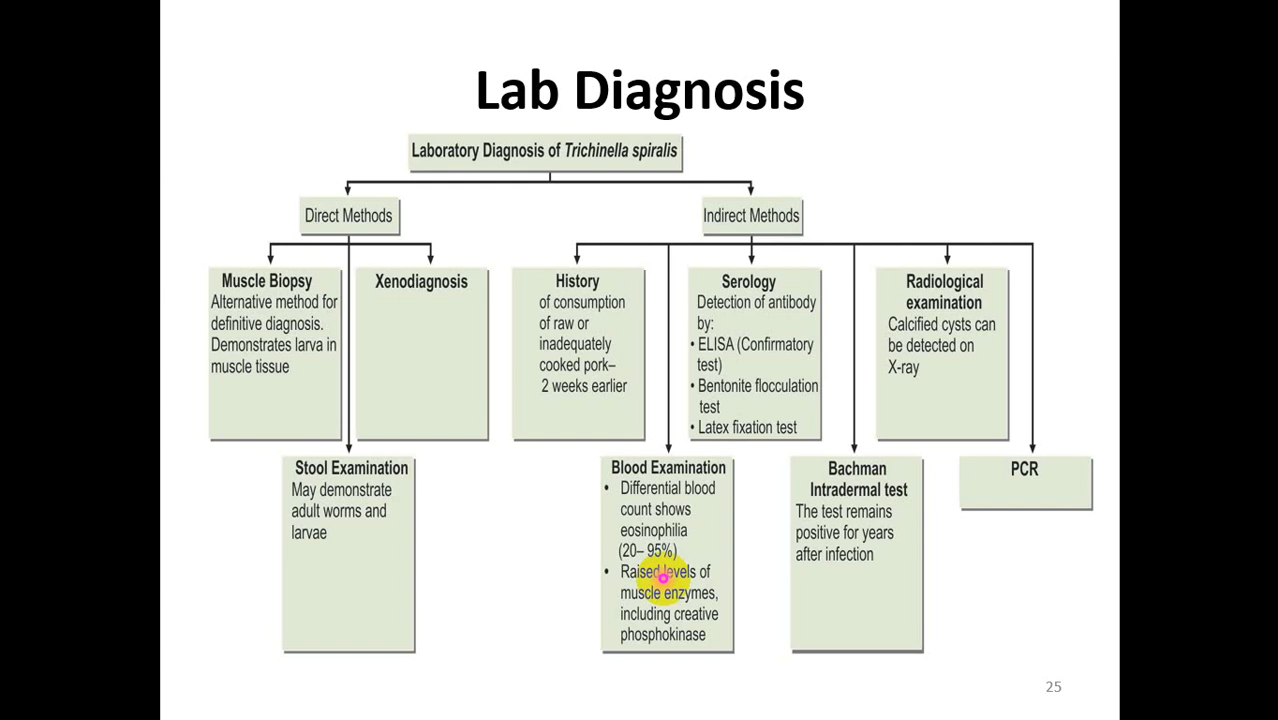 Lab Diagnosis
Laboratory Diagnosis of Trichinella spiralis
Direct Methods
Indirect Methods
Muscle Biopsy
Alternative method for
definitive diagnosis.
Demonstrates larva in
muscle tissue
Xenodiagnosis
History
of consumption
of raw or
inadequately
cooked pork–
2 weeks earlier
Serology
Detection of antibody
by:
• ELISA (Confirmatory
test)
• Bentonite flocculation
test
• Latex fixation test
Radiological
examination
Calcified cysts can
be detected on
X-ray
Stool Examination
May demonstrate
adult worms and
larvae
Blood Examination
• Differential blood
count shows
eosinophilia
(20– 95%)
• Raised levels of
muscle enzymes,
including creative
phosphokinase
Bachman
Intradermal test
The test remains
positive for years
after infection
PCR
25